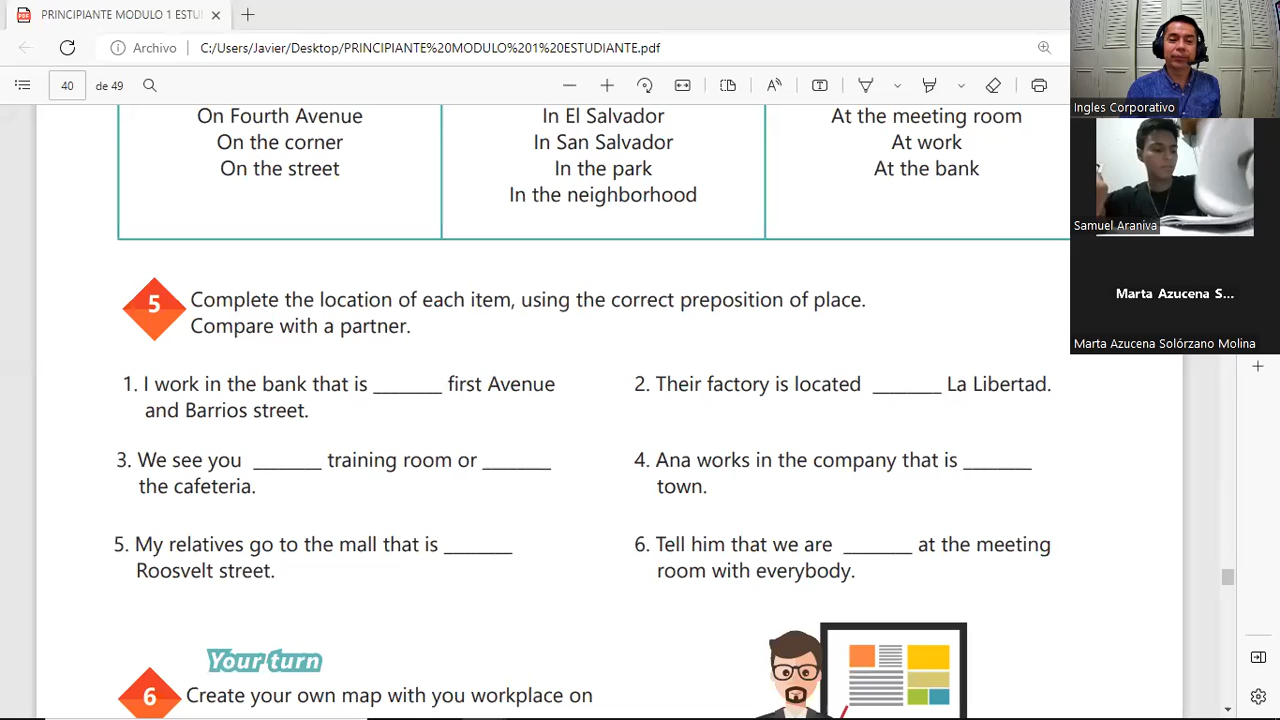 PRINCIPIANTE MODULO 1 ESTU
Archivo
C:/Users/Javier/Desktop/PRINCIPIANTE%20MODULO%201%20ESTUDIANTE.pdf
40 de 49
On Fourth Avenue
On the corner
On the street
In El Salvador
In San Salvador
In the park
In the neighborhood
At the meeting room
At work
At the bank
5
Complete the location of each item, using the correct preposition of place.
Compare with a partner.
1. I work in the bank that is _______ first Avenue
and Barrios street.
2. Their factory is located _______ La Libertad.
3. We see you _______ training room or _______
the cafeteria.
4. Ana works in the company that is _______
town.
5. My relatives go to the mall that is _______
Roosvelt street.
6. Tell him that we are _______ at the meeting
room with everybody.
Your turn
6
Create your own map with you workplace on
Ingles Corporativo
Samuel Araniva
Marta Azucena S...
Marta Azucena Solórzano Molina